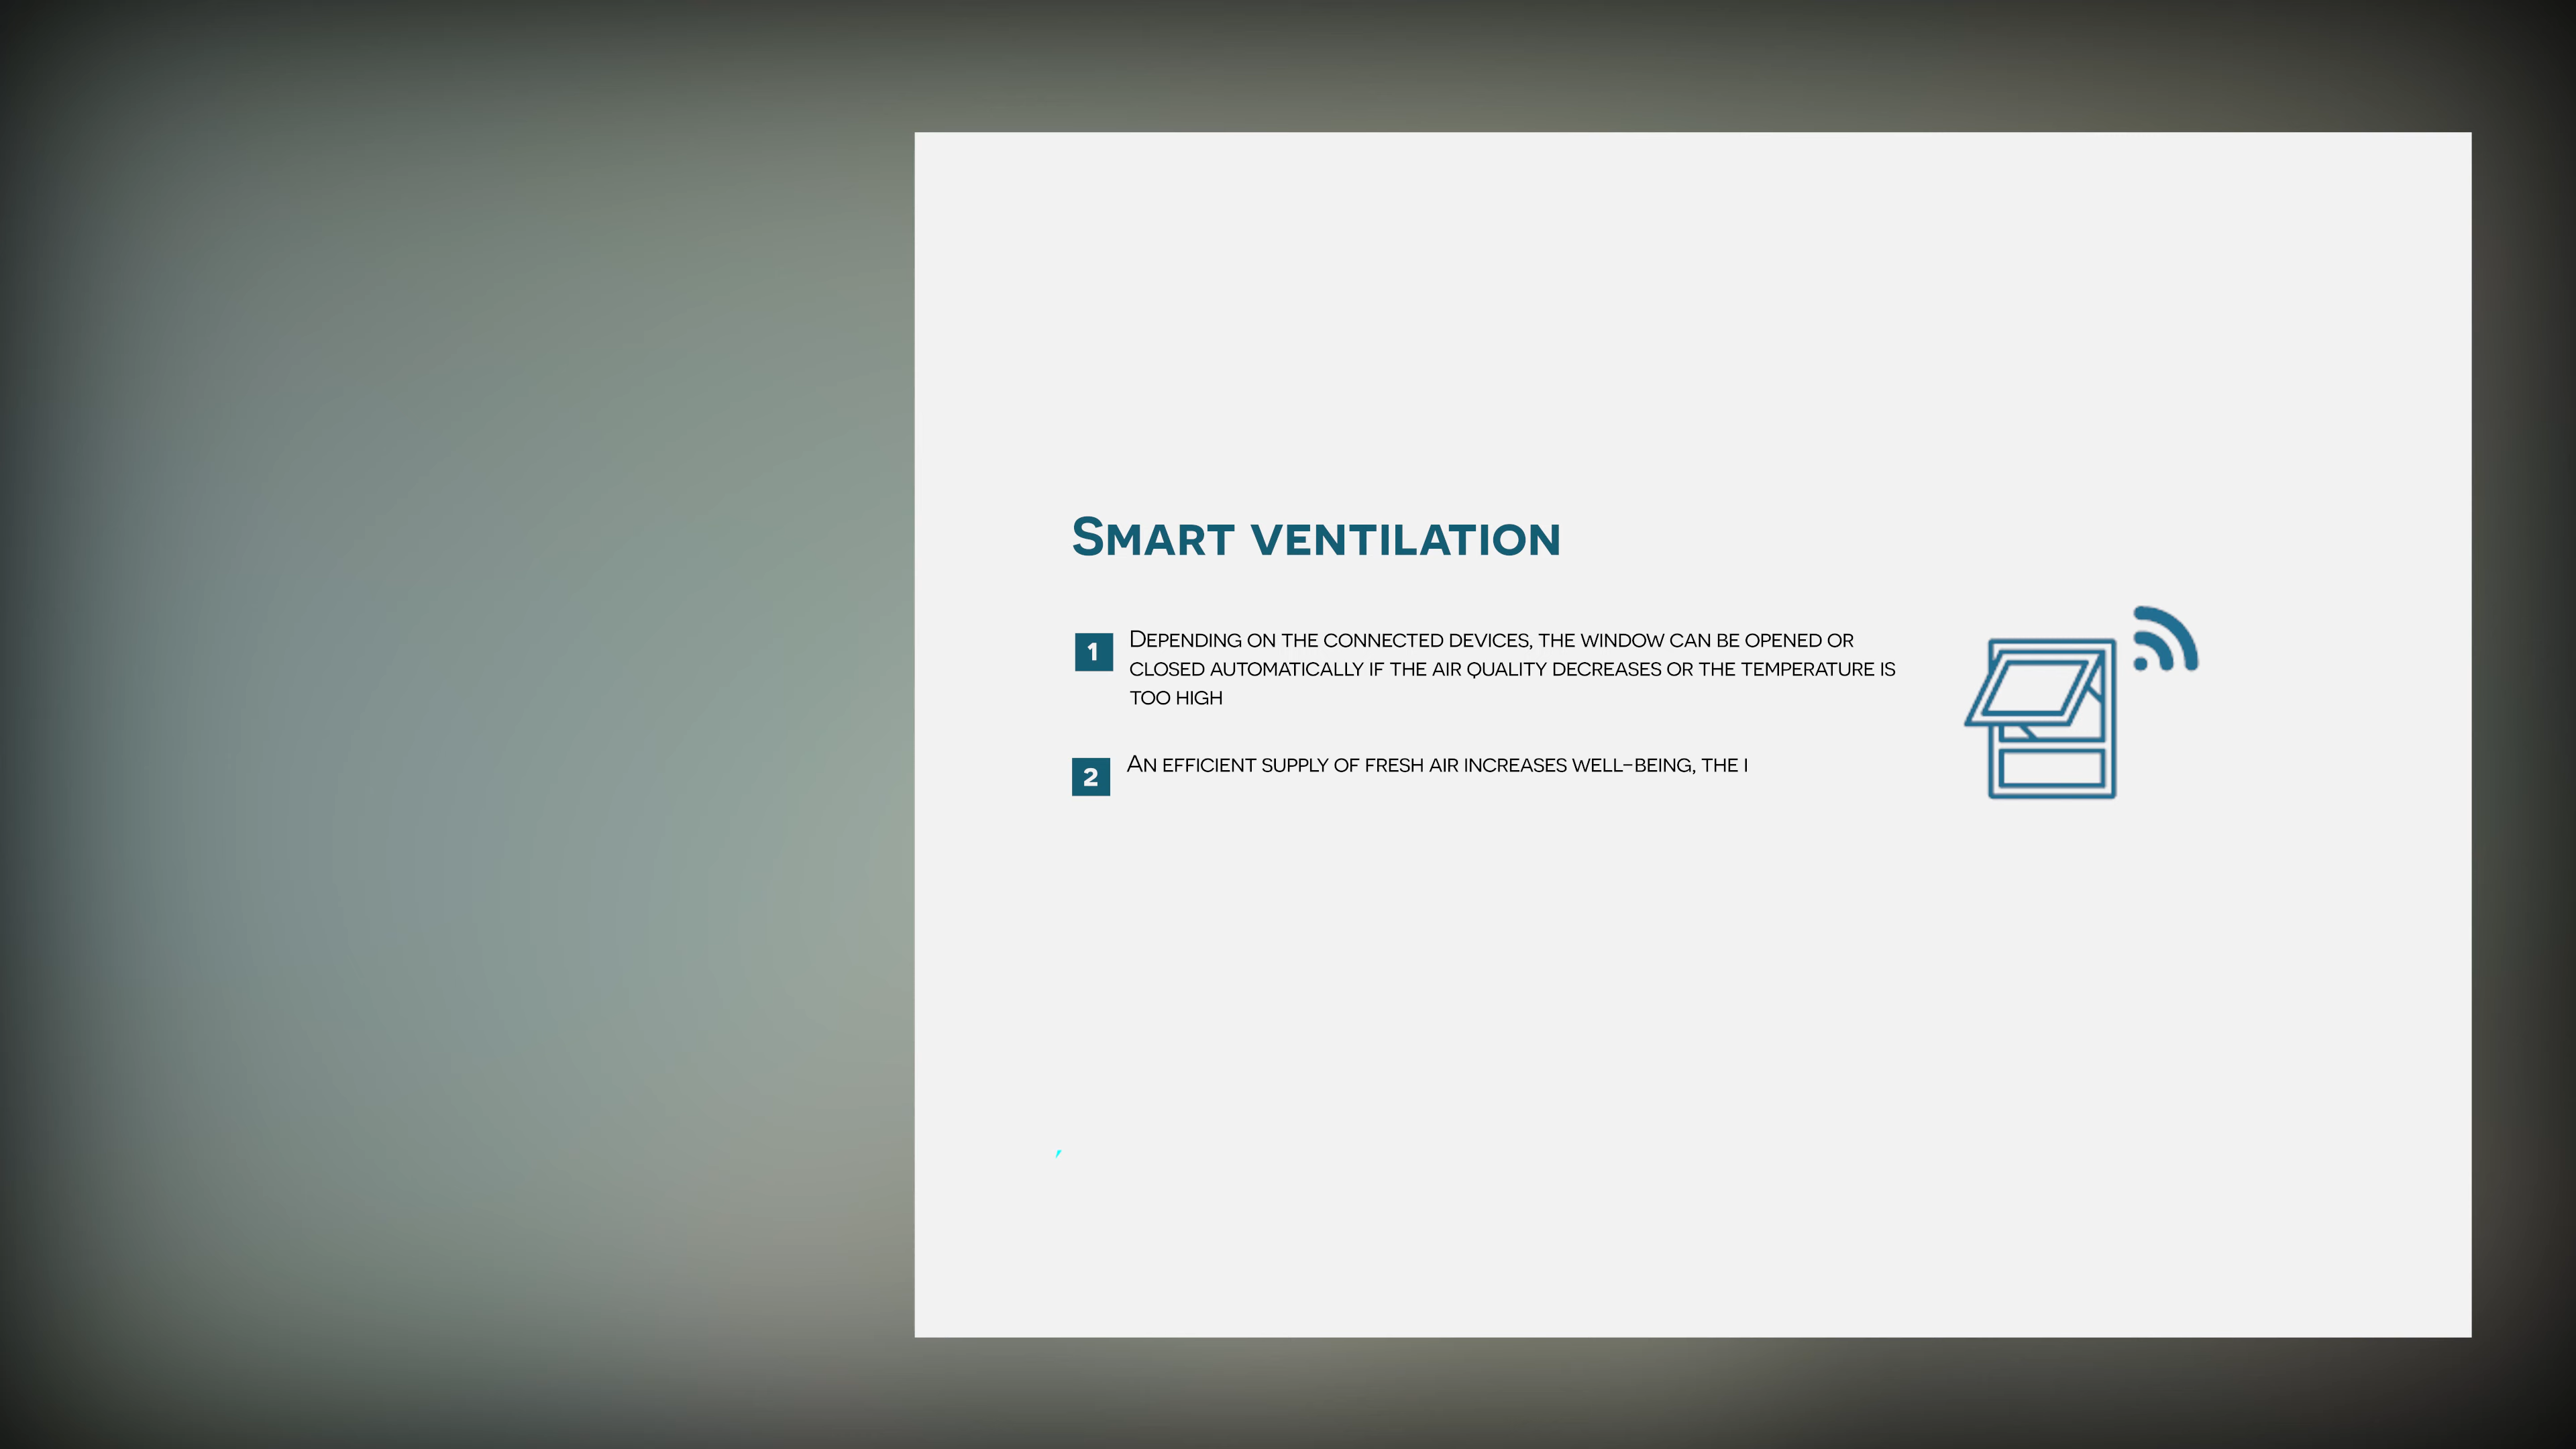 Smart ventilation
1 Depending on the connected devices, the window can be opened or
closed automatically if the air quality decreases or the temperature is
too high
2 An efficient supply of fresh air increases well-being, the i